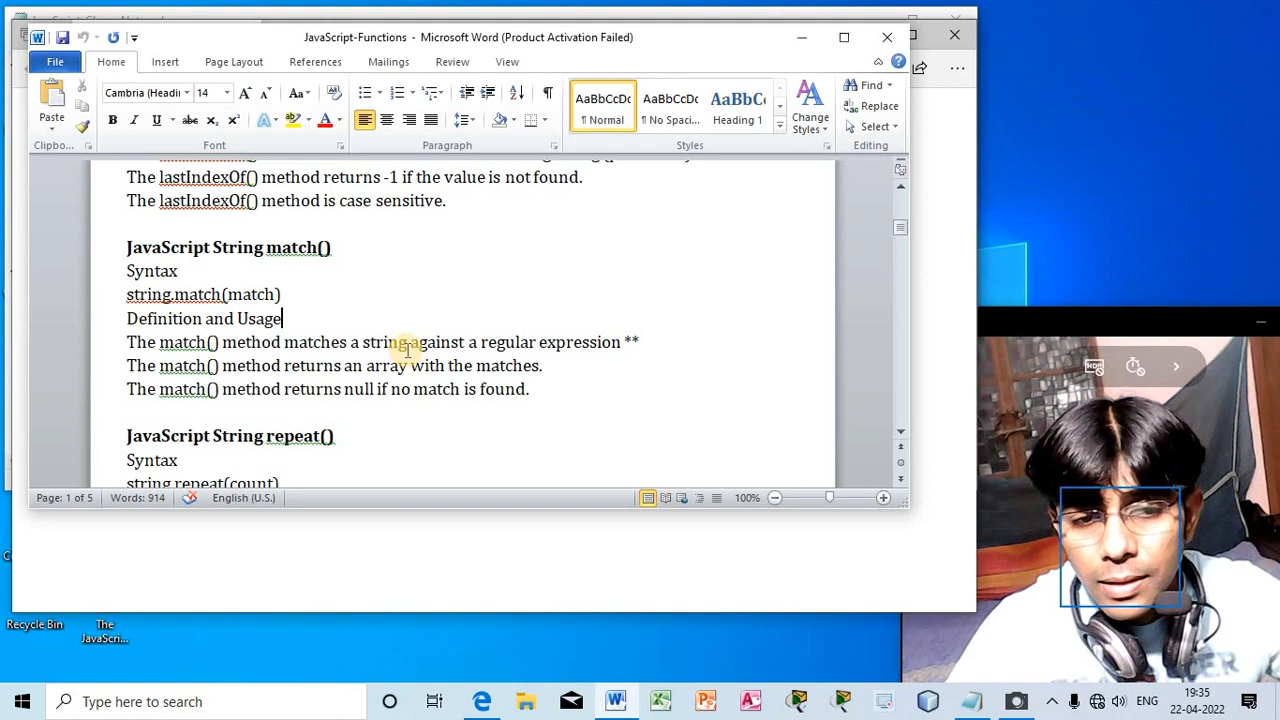 JavaScript-Functions - Microsoft Word (Product Activation Failed)
File Home Insert Page Layout References Mailings Review View
Cambria (Headi 14
Aa
AaBbCcDc AaBbCcDc AaBbCc
¶ Normal ¶ No Spaci... Heading 1
Change Styles
Find
Replace
Select
Paste
B I U abc x₂ x²
Clipbo... Font Paragraph Styles Editing
The lastIndexOf() method returns -1 if the value is not found.
The lastIndexOf() method is case sensitive.
JavaScript String match()
Syntax
string.match(match)
Definition and Usage
The match() method matches a string against a regular expression **
The match() method returns an array with the matches.
The match() method returns null if no match is found.
JavaScript String repeat()
Syntax
string.repeat(count)
Page: 1 of 5 Words: 914 English (U.S.) 100%
HDR
Recycle Bin
The JavaScri...
Type here to search
ENG
19:35
22-04-2022